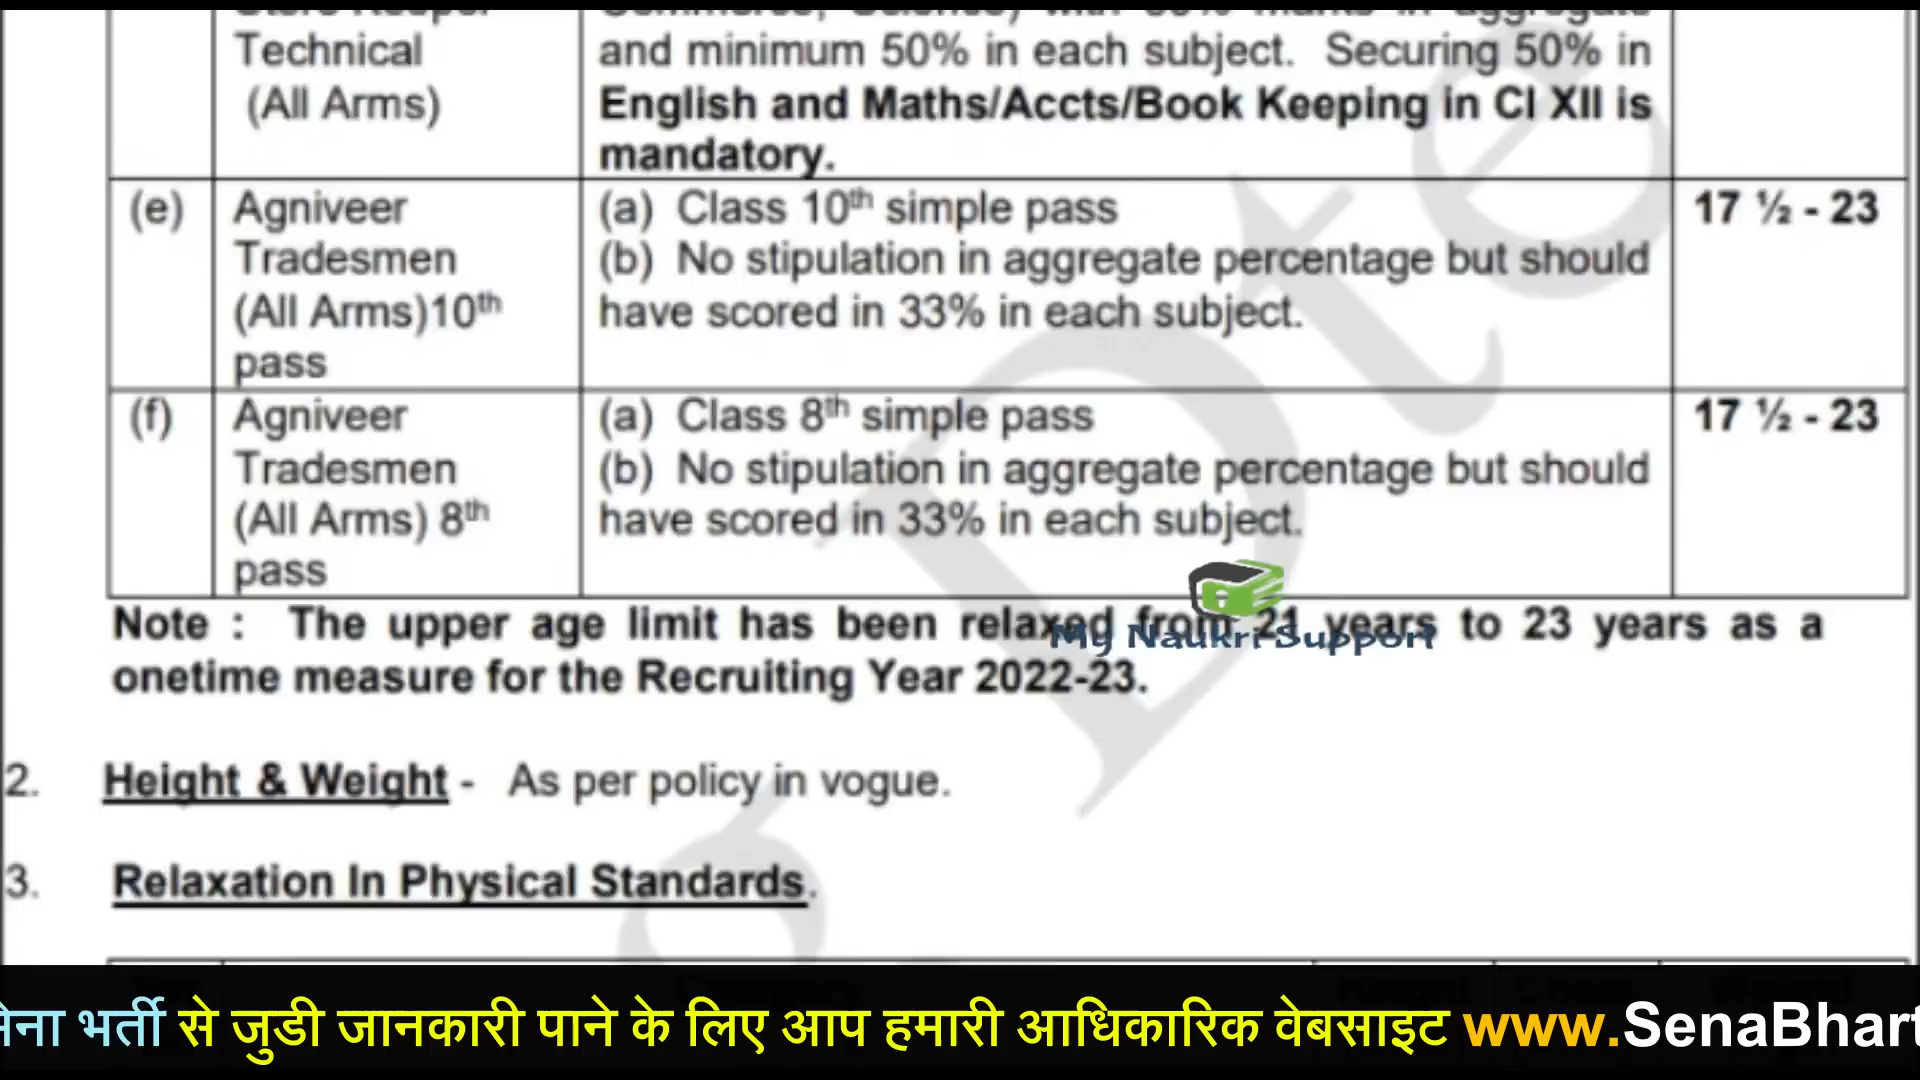 Technical
and minimum 50% in each subject. Securing 50% in
(All Arms)
English and Maths/Accts/Book Keeping in Cl XII is
mandatory.
(e) Agniveer (a) Class 10th simple pass 17 ½ - 23
Tradesmen (b) No stipulation in aggregate percentage but should
(All Arms)10th have scored in 33% in each subject.
pass
(f) Agniveer (a) Class 8th simple pass 17 ½ - 23
Tradesmen (b) No stipulation in aggregate percentage but should
(All Arms) 8th have scored in 33% in each subject.
pass
Note : The upper age limit has been relaxed from 21 years to 23 years as a
My Naukri Support
onetime measure for the Recruiting Year 2022-23.
2. Height & Weight - As per policy in vogue.
3. Relaxation In Physical Standards.
भर्ती से जुडी जानकारी पाने के लिए आप हमारी आधिकारिक वेबसाइट www.SenaBhart